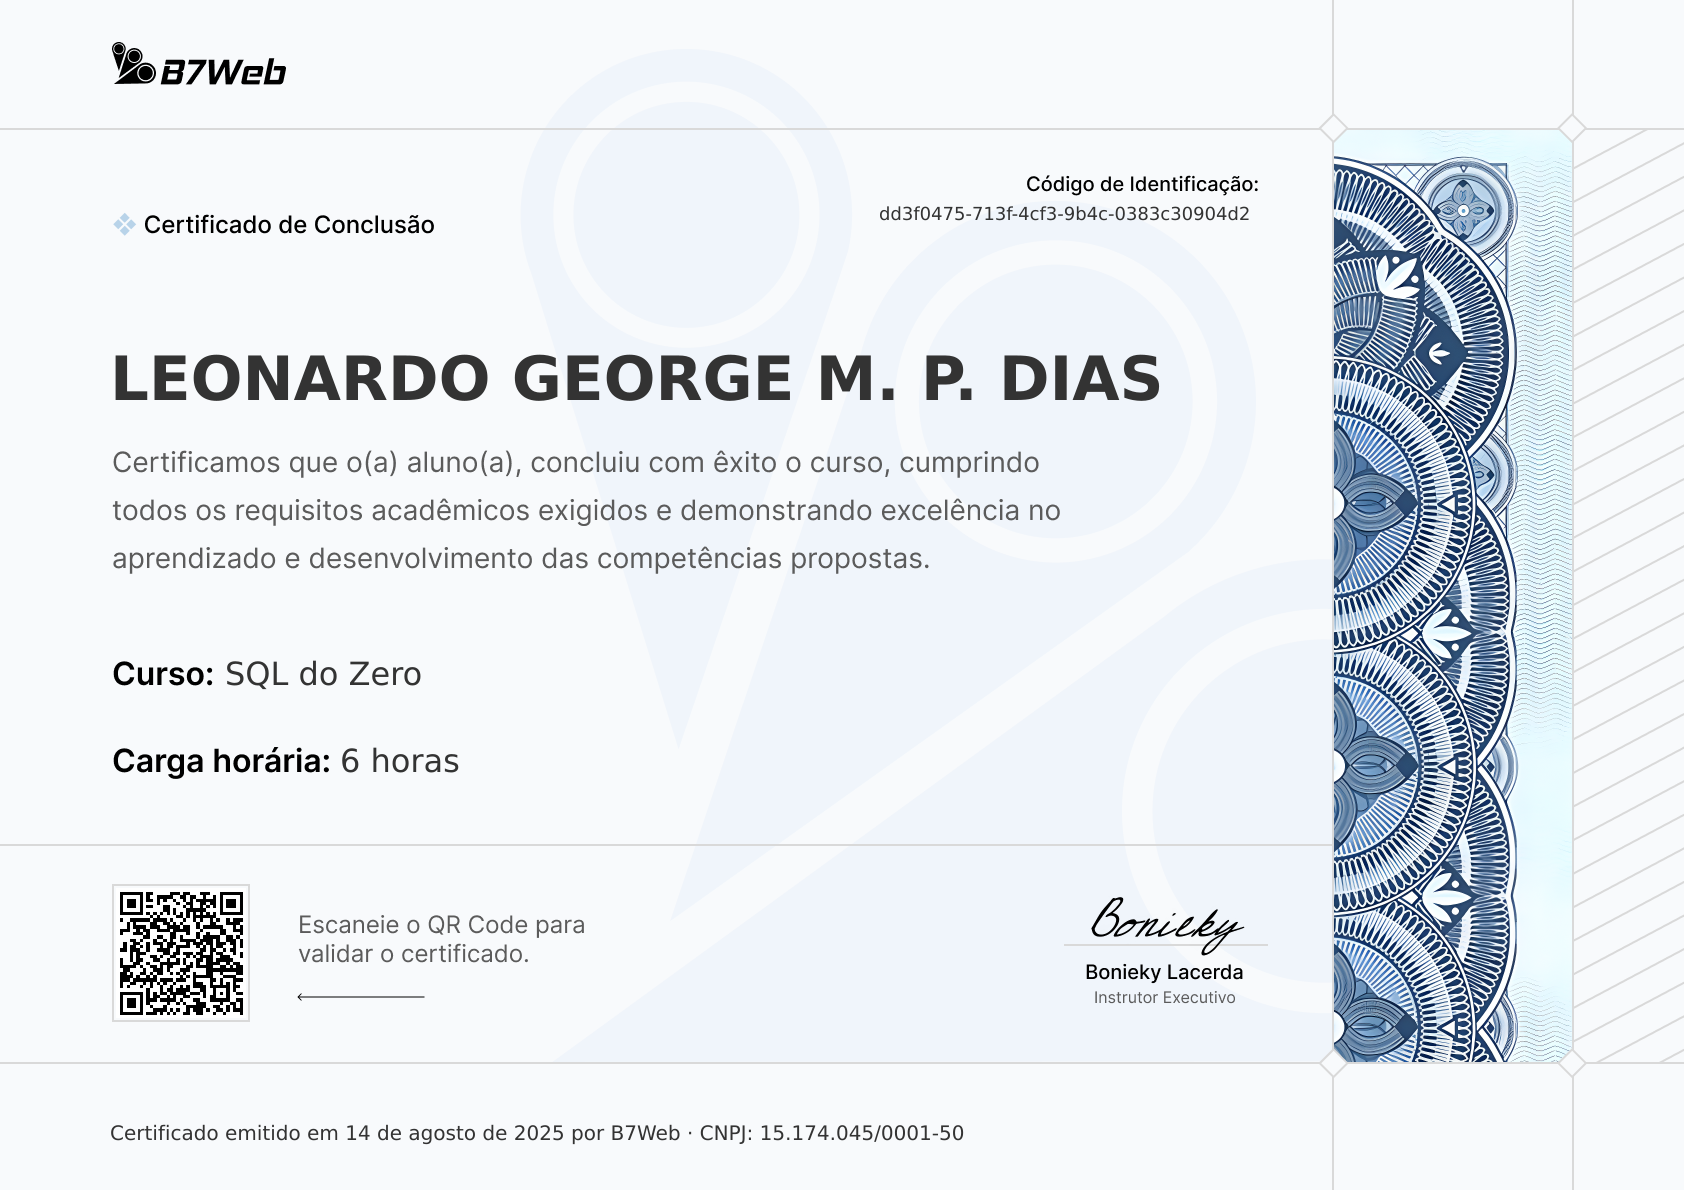 B7Web
Código de Identificação:
dd3f0475-713f-4cf3-9b4c-0383c30904d2
Certificado de Conclusão
LEONARDO GEORGE M. P. DIAS
Certificamos que o(a) aluno(a), concluiu com êxito o curso, cumprindo
todos os requisitos acadêmicos exigidos e demonstrando excelência no
aprendizado e desenvolvimento das competências propostas.
Curso: SQL do Zero
Carga horária: 6 horas
Escaneie o QR Code para
validar o certificado.
Bonieky
Bonieky Lacerda
Instrutor Executivo
Certificado emitido em 14 de agosto de 2025 por B7Web · CNPJ: 15.174.045/0001-50